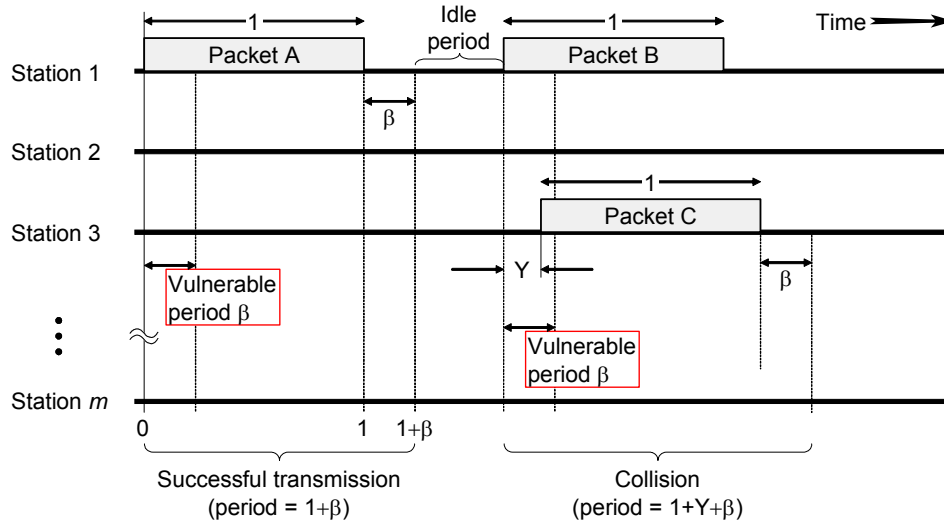 1
Idle
period
1
Time
Station 1
Packet A
Packet B
β
Station 2
1
Station 3
Packet C
Y
β
Vulnerable
period β
Vulnerable
period β
Station m
0
1
1+β
Successful transmission
(period = 1+β)
Collision
(period = 1+Y+β)